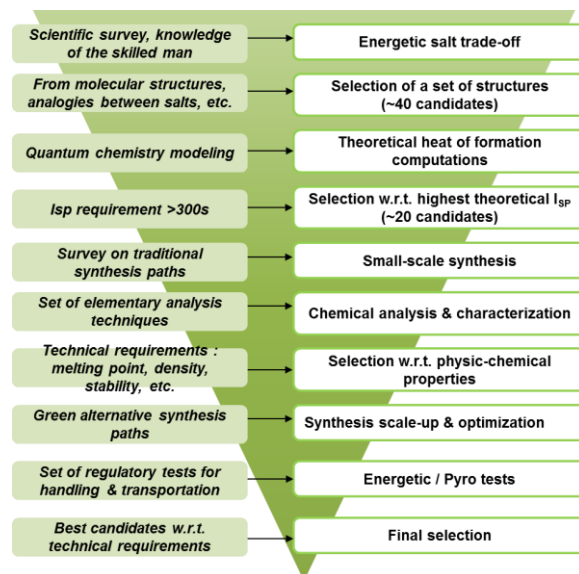 Scientific survey, knowledge
of the skilled man
Energetic salt trade-off
From molecular structures,
analogies between salts, etc.
Selection of a set of structures
(~40 candidates)
Quantum chemistry modeling
Theoretical heat of formation
computations
Isp requirement >300s
Selection w.r.t. highest theoretical ISP
(~20 candidates)
Survey on traditional
synthesis paths
Small-scale synthesis
Set of elementary analysis
techniques
Chemical analysis & characterization
Technical requirements :
melting point, density,
stability, etc.
Selection w.r.t. physic-chemical
properties
Green alternative synthesis
paths
Synthesis scale-up & optimization
Set of regulatory tests for
handling & transportation
Energetic / Pyro tests
Best candidates w.r.t.
technical requirements
Final selection